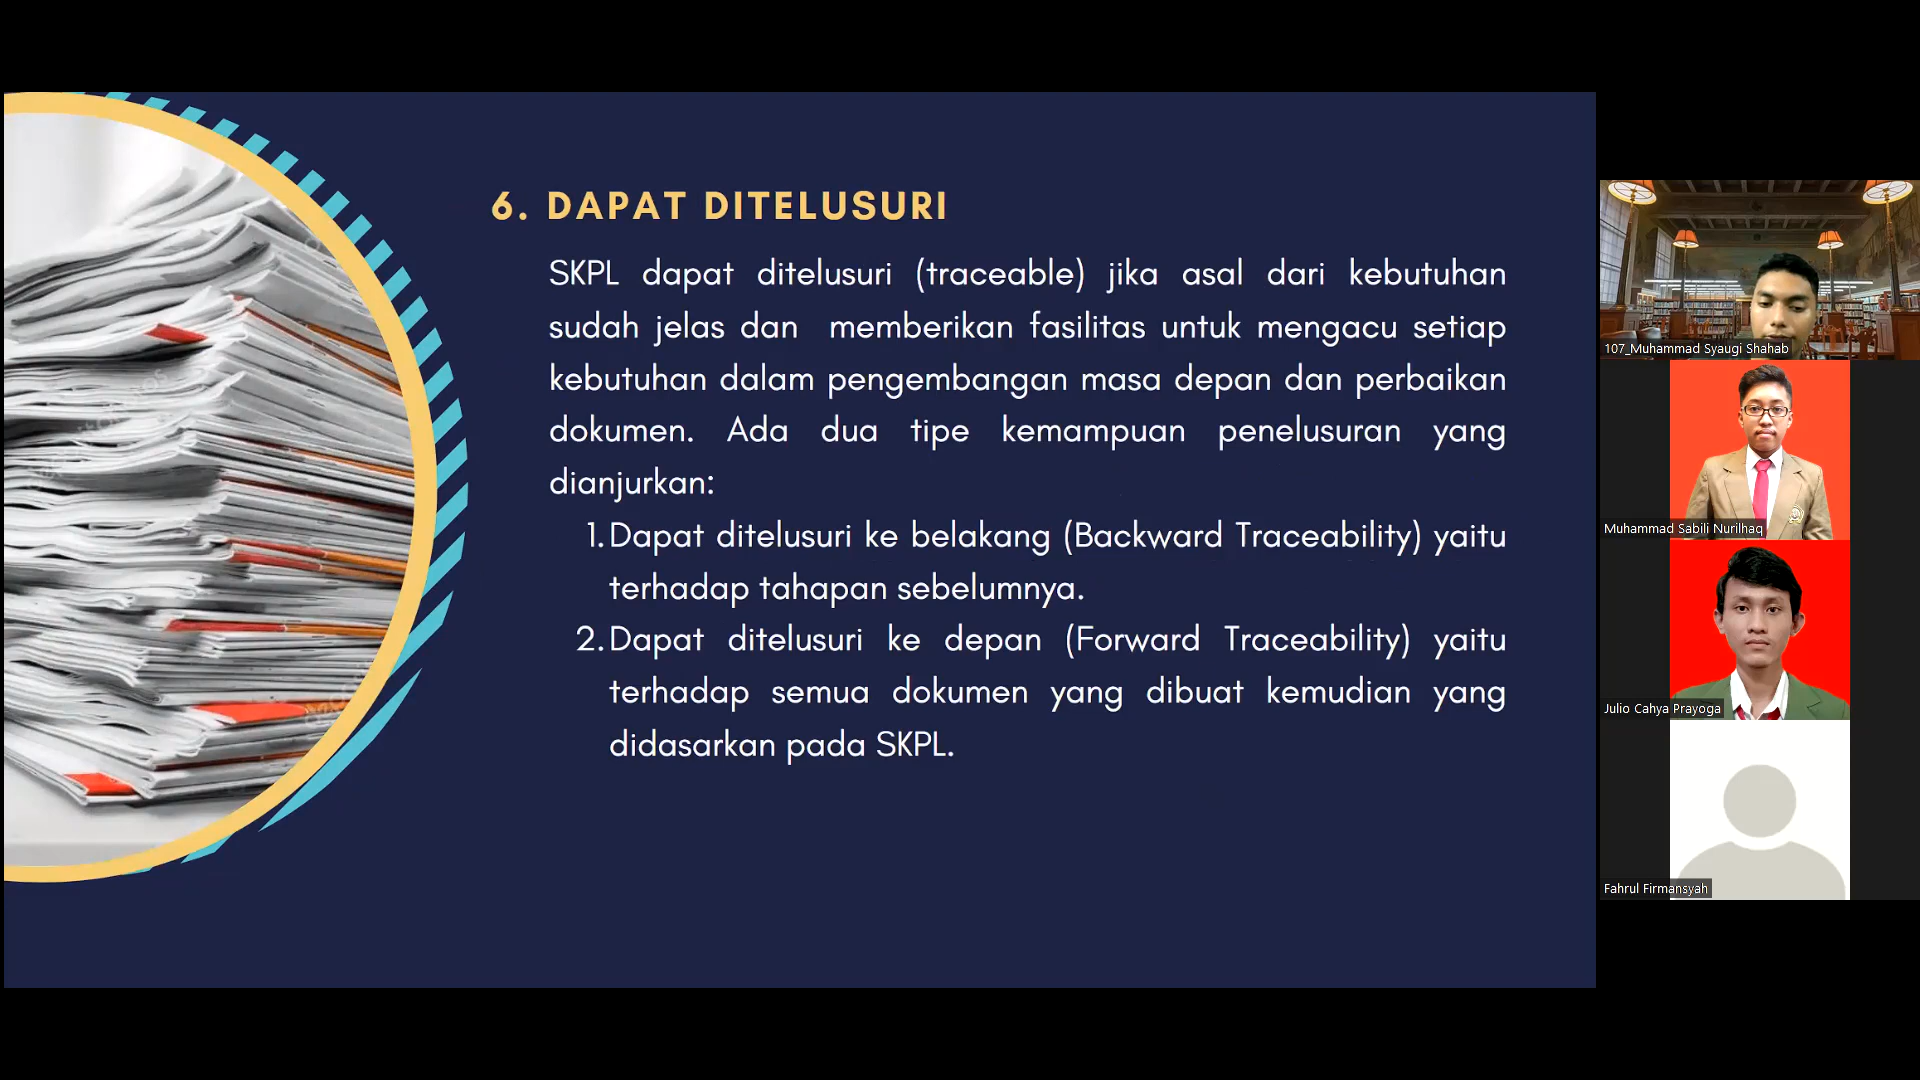 6. DAPAT DITELUSURI
SKPL dapat ditelusuri (traceable) jika asal dari kebutuhan
sudah jelas dan memberikan fasilitas untuk mengacu setiap
kebutuhan dalam pengembangan masa depan dan perbaikan
dokumen. Ada dua tipe kemampuan penelusuran yang
dianjurkan:
1. Dapat ditelusuri ke belakang (Backward Traceability) yaitu
terhadap tahapan sebelumnya.
2. Dapat ditelusuri ke depan (Forward Traceability) yaitu
terhadap semua dokumen yang dibuat kemudian yang
didasarkan pada SKPL.
107_Muhammad Syaugi Shahab
Muhammad Sabili Nurilhaq
Julio Cahya Prayoga
Fahrul Firmansyah